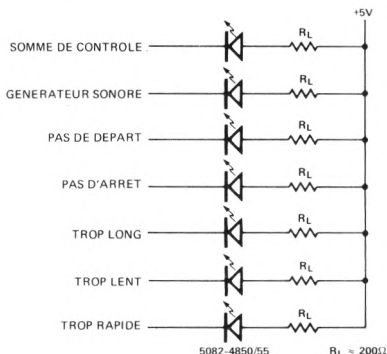 +5V
SOMME DE CONTROLE
RL
GENERATEUR SONORE
RL
PAS DE DEPART
RL
PAS D'ARRET
RL
TROP LONG
RL
TROP LENT
RL
TROP RAPIDE
RL
5082-4850/55
RL ≈ 200Ω